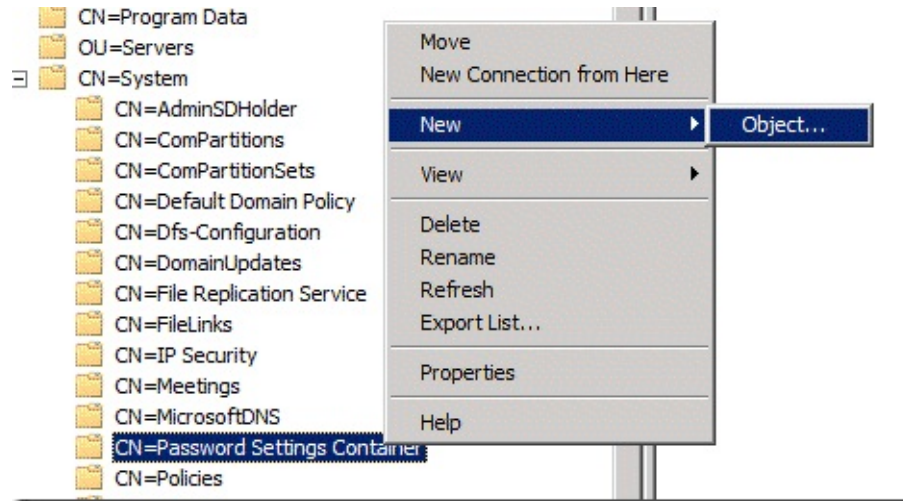 CN=Program Data
OU=Servers
CN=System
CN=AdminSDHolder
CN=ComPartitions
CN=ComPartitionSets
CN=Default Domain Policy
CN=Dfs-Configuration
CN=DomainUpdates
CN=File Replication Service
CN=FileLinks
CN=IP Security
CN=Meetings
CN=MicrosoftDNS
CN=Password Settings Container
CN=Policies
Move
New Connection from Here
New
Object...
View
Delete
Rename
Refresh
Export List...
Properties
Help